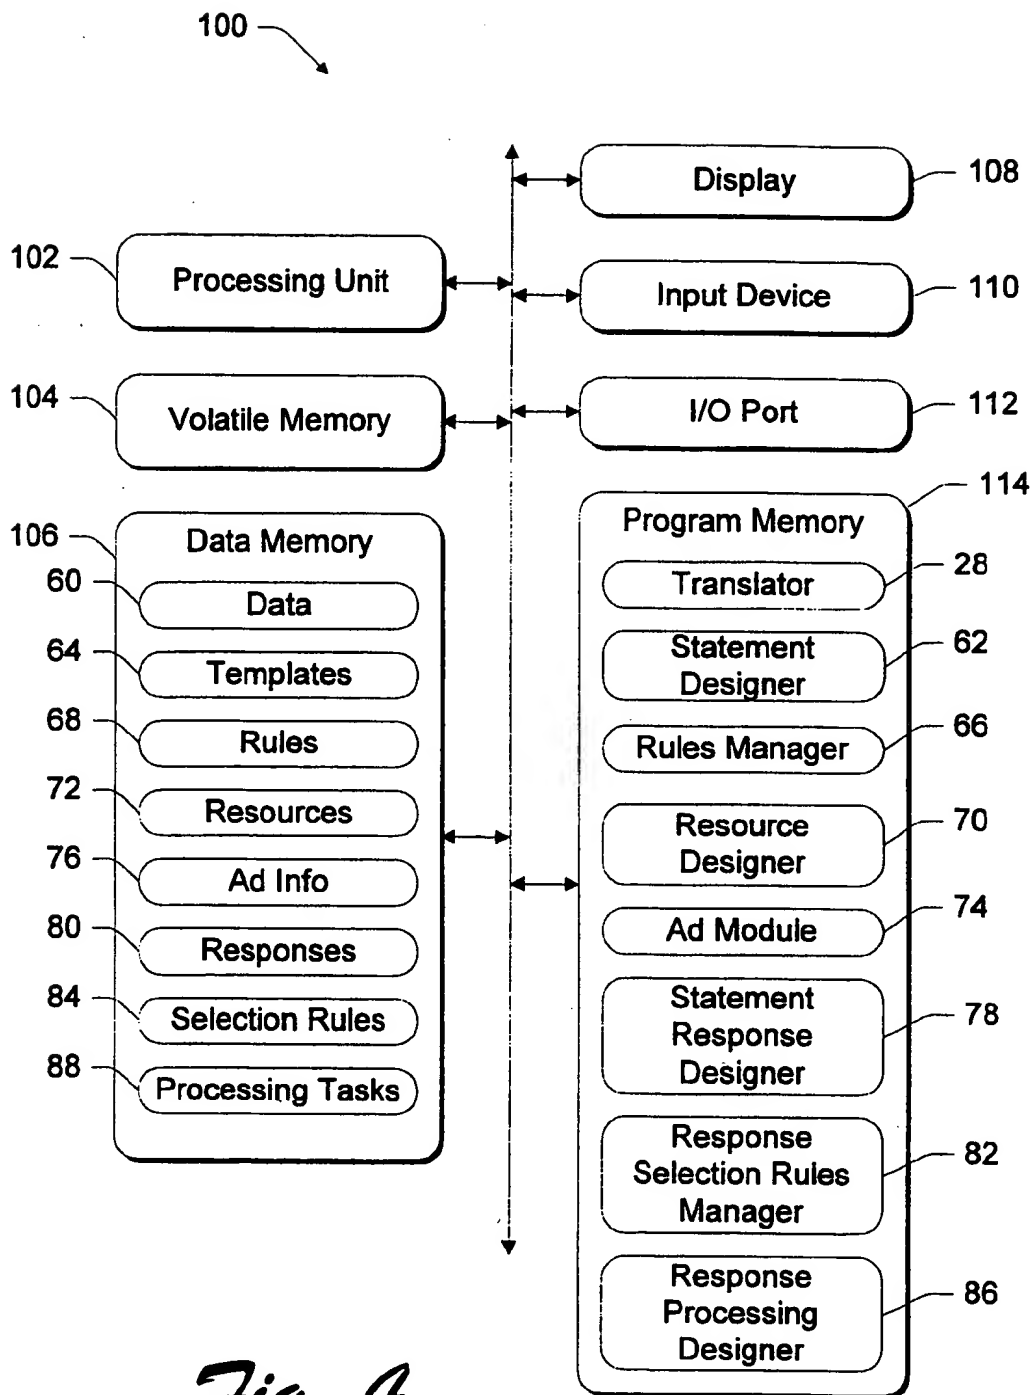 100
Display
108
102
Processing Unit
Input Device
110
104
Volatile Memory
I/O Port
112
114
106
Data Memory
Program Memory
60
Data
Translator
28
64
Templates
Statement
Designer
62
68
Rules
Rules Manager
66
72
Resources
Resource
Designer
70
76
Ad Info
Ad Module
74
80
Responses
Statement
Response
Designer
78
84
Selection Rules
88
Processing Tasks
Response
Selection Rules
Manager
82
Response
Processing
Designer
86